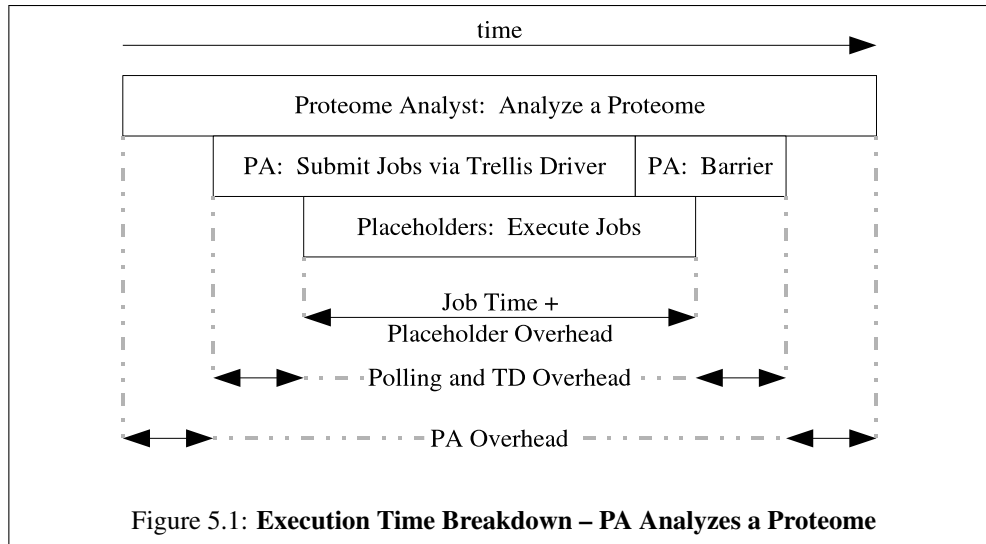 time
Proteome Analyst: Analyze a Proteome
PA: Submit Jobs via Trellis Driver
PA: Barrier
Placeholders: Execute Jobs
Job Time +
Placeholder Overhead
Polling and TD Overhead
PA Overhead
Figure 5.1: Execution Time Breakdown – PA Analyzes a Proteome